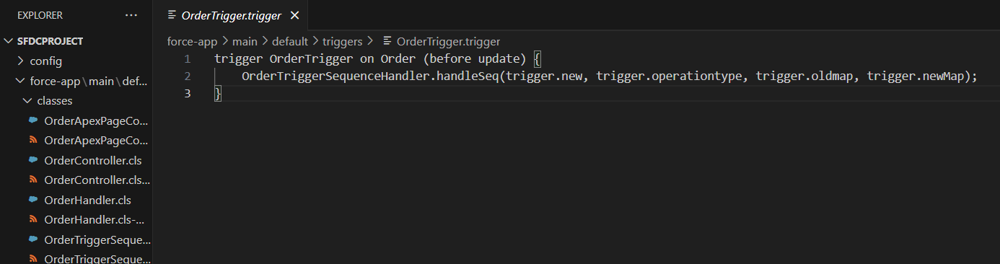 EXPLORER ...
SFDCPROJECT
config
force-app\main\def...
classes
OrderApexPageCo...
OrderApexPageCo...
OrderController.cls
OrderController.cls...
OrderHandler.cls
OrderHandler.cls-...
OrderTriggerSeque...
OrderTriggerSeque...
OrderTrigger.trigger
force-app > main > default > triggers > OrderTrigger.trigger
1 trigger OrderTrigger on Order (before update) {
2 OrderTriggerSequenceHandler.handleSeq(trigger.new, trigger.operationtype, trigger.oldmap, trigger.newMap);
3 }